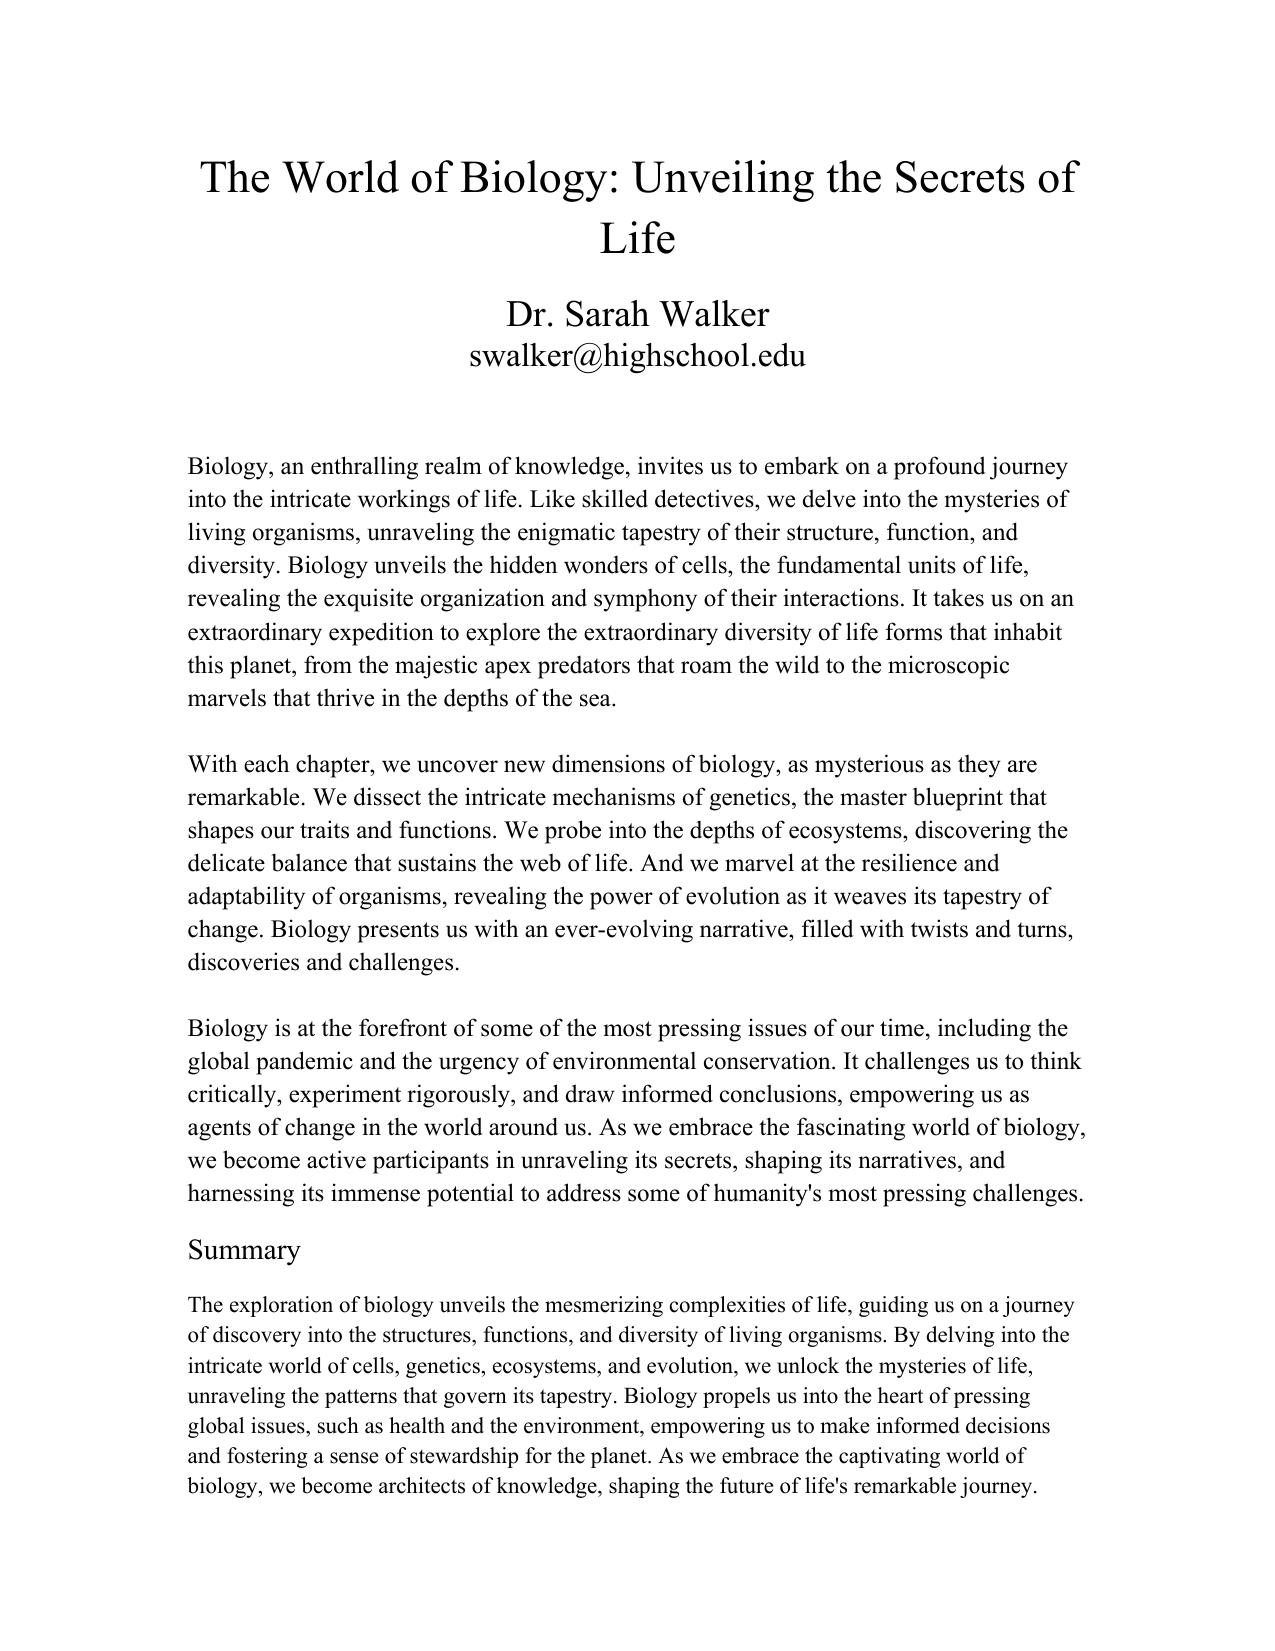 The World of Biology: Unveiling the Secrets of
Life
Dr. Sarah Walker
swalker@highschool.edu
Biology, an enthralling realm of knowledge, invites us to embark on a profound journey
into the intricate workings of life. Like skilled detectives, we delve into the mysteries of
living organisms, unraveling the enigmatic tapestry of their structure, function, and
diversity. Biology unveils the hidden wonders of cells, the fundamental units of life,
revealing the exquisite organization and symphony of their interactions. It takes us on an
extraordinary expedition to explore the extraordinary diversity of life forms that inhabit
this planet, from the majestic apex predators that roam the wild to the microscopic
marvels that thrive in the depths of the sea.
With each chapter, we uncover new dimensions of biology, as mysterious as they are
remarkable. We dissect the intricate mechanisms of genetics, the master blueprint that
shapes our traits and functions. We probe into the depths of ecosystems, discovering the
delicate balance that sustains the web of life. And we marvel at the resilience and
adaptability of organisms, revealing the power of evolution as it weaves its tapestry of
change. Biology presents us with an ever-evolving narrative, filled with twists and turns,
discoveries and challenges.
Biology is at the forefront of some of the most pressing issues of our time, including the
global pandemic and the urgency of environmental conservation. It challenges us to think
critically, experiment rigorously, and draw informed conclusions, empowering us as
agents of change in the world around us. As we embrace the fascinating world of biology,
we become active participants in unraveling its secrets, shaping its narratives, and
harnessing its immense potential to address some of humanity's most pressing challenges.
Summary
The exploration of biology unveils the mesmerizing complexities of life, guiding us on a journey
of discovery into the structures, functions, and diversity of living organisms. By delving into the
intricate world of cells, genetics, ecosystems, and evolution, we unlock the mysteries of life,
unraveling the patterns that govern its tapestry. Biology propels us into the heart of pressing
global issues, such as health and the environment, empowering us to make informed decisions
and fostering a sense of stewardship for the planet. As we embrace the captivating world of
biology, we become architects of knowledge, shaping the future of life's remarkable journey.